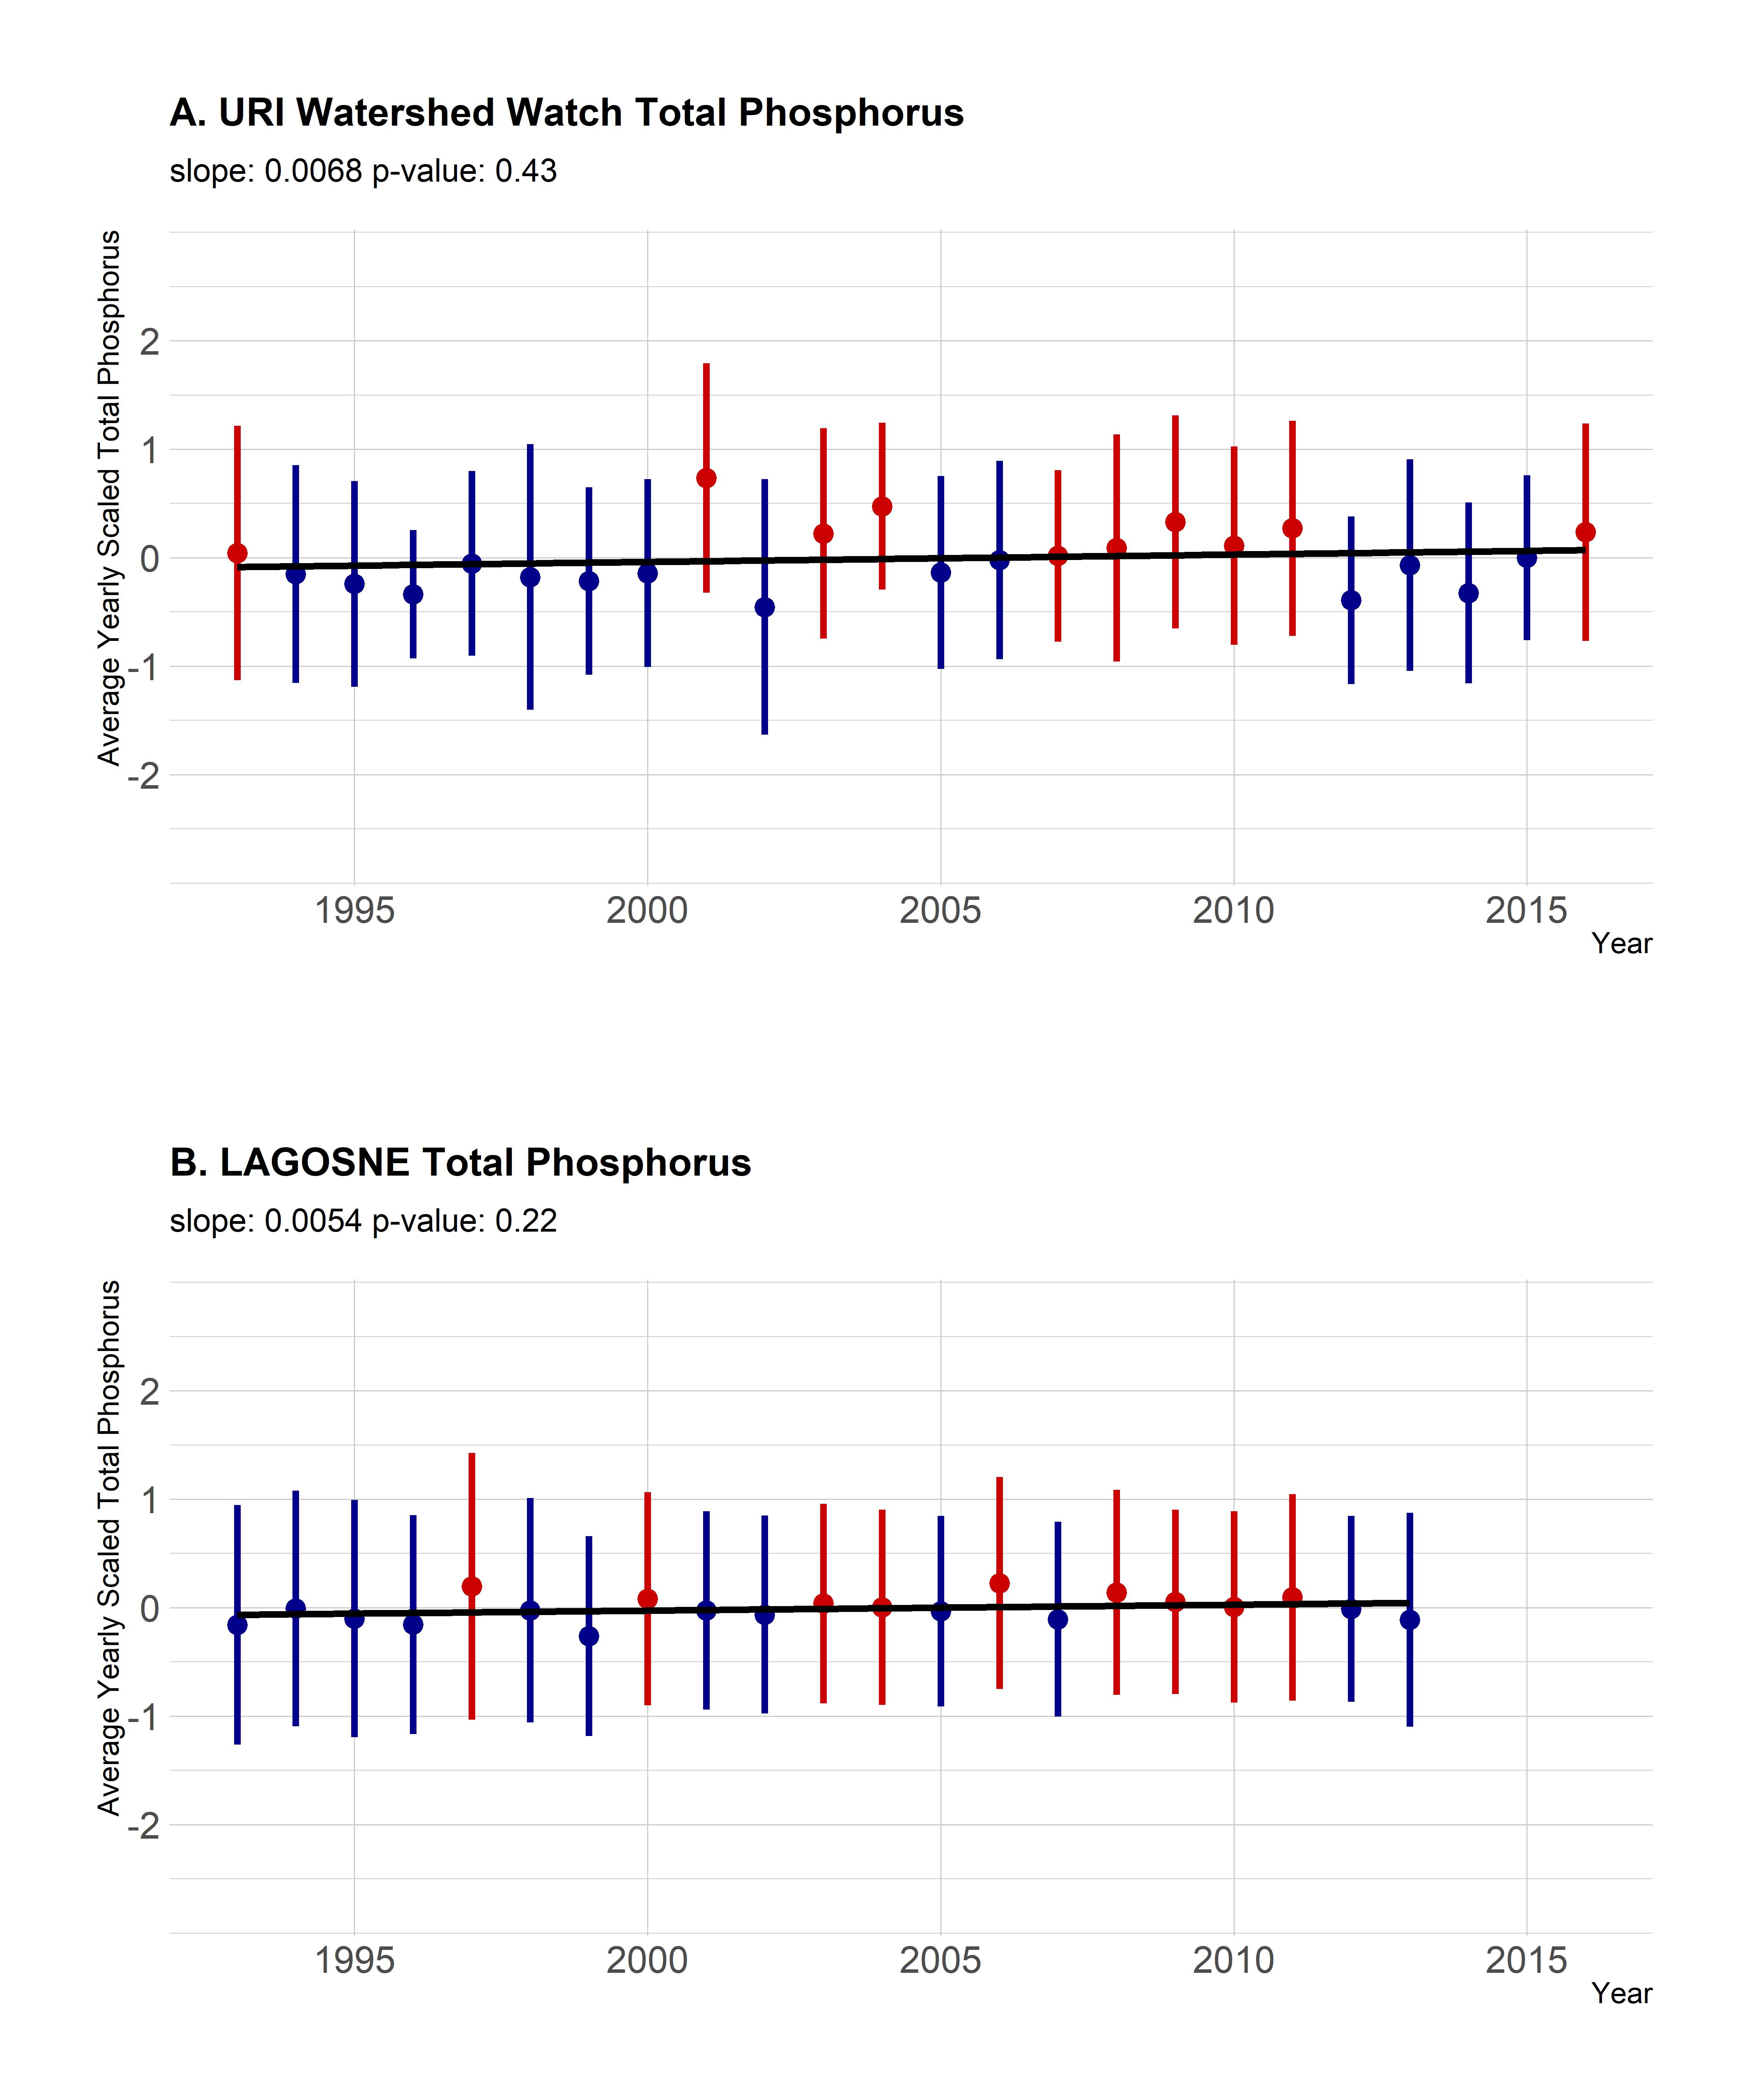 A. URI Watershed Watch Total Phosphorus
slope: 0.0068 p-value: 0.43
Average Yearly Scaled Total Phosphorus
2
1
0
-1
-2
1995 2000 2005 2010 2015
Year
B. LAGOSNE Total Phosphorus
slope: 0.0054 p-value: 0.22
Average Yearly Scaled Total Phosphorus
2
1
0
-1
-2
1995 2000 2005 2010 2015
Year